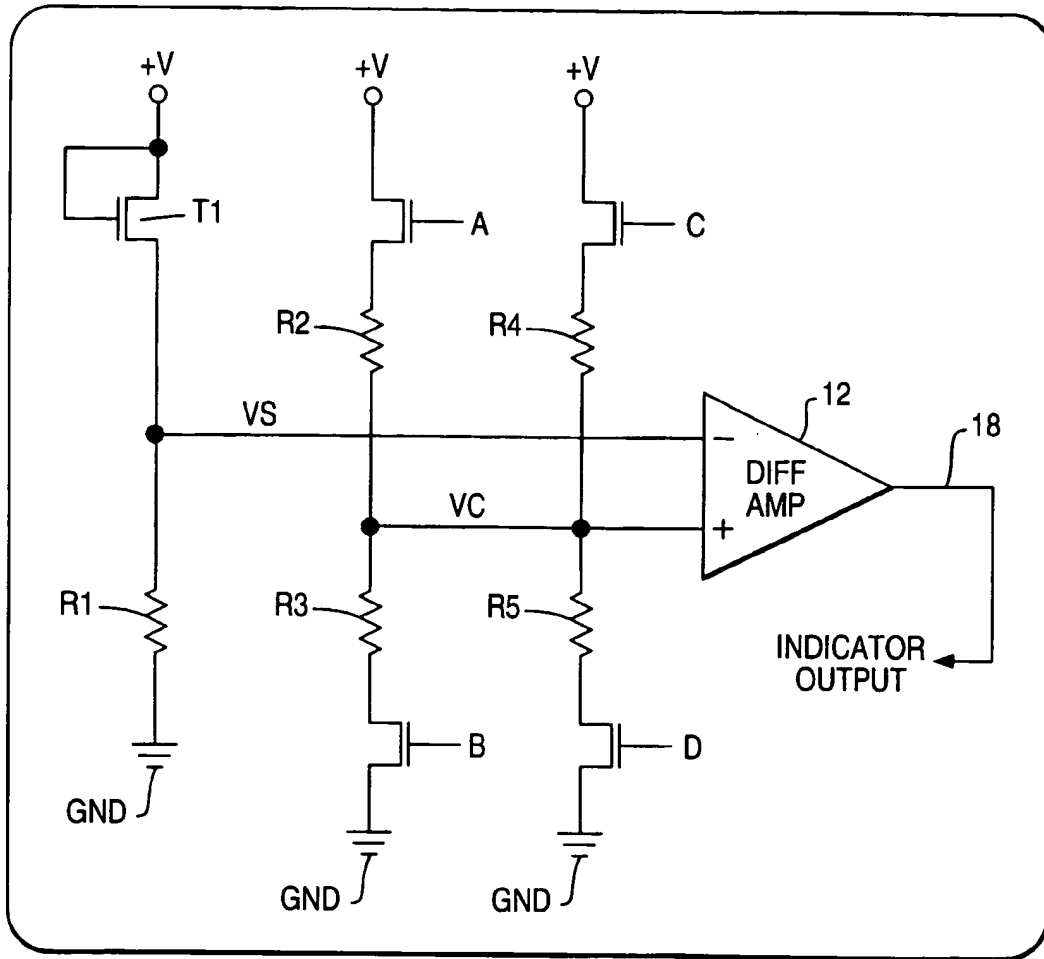 +V
+V
+V
T1
A
C
R2
R4
VS
12
18
-
DIFF
AMP
VC
+
R1
R3
R5
INDICATOR
OUTPUT
B
D
GND
GND
GND